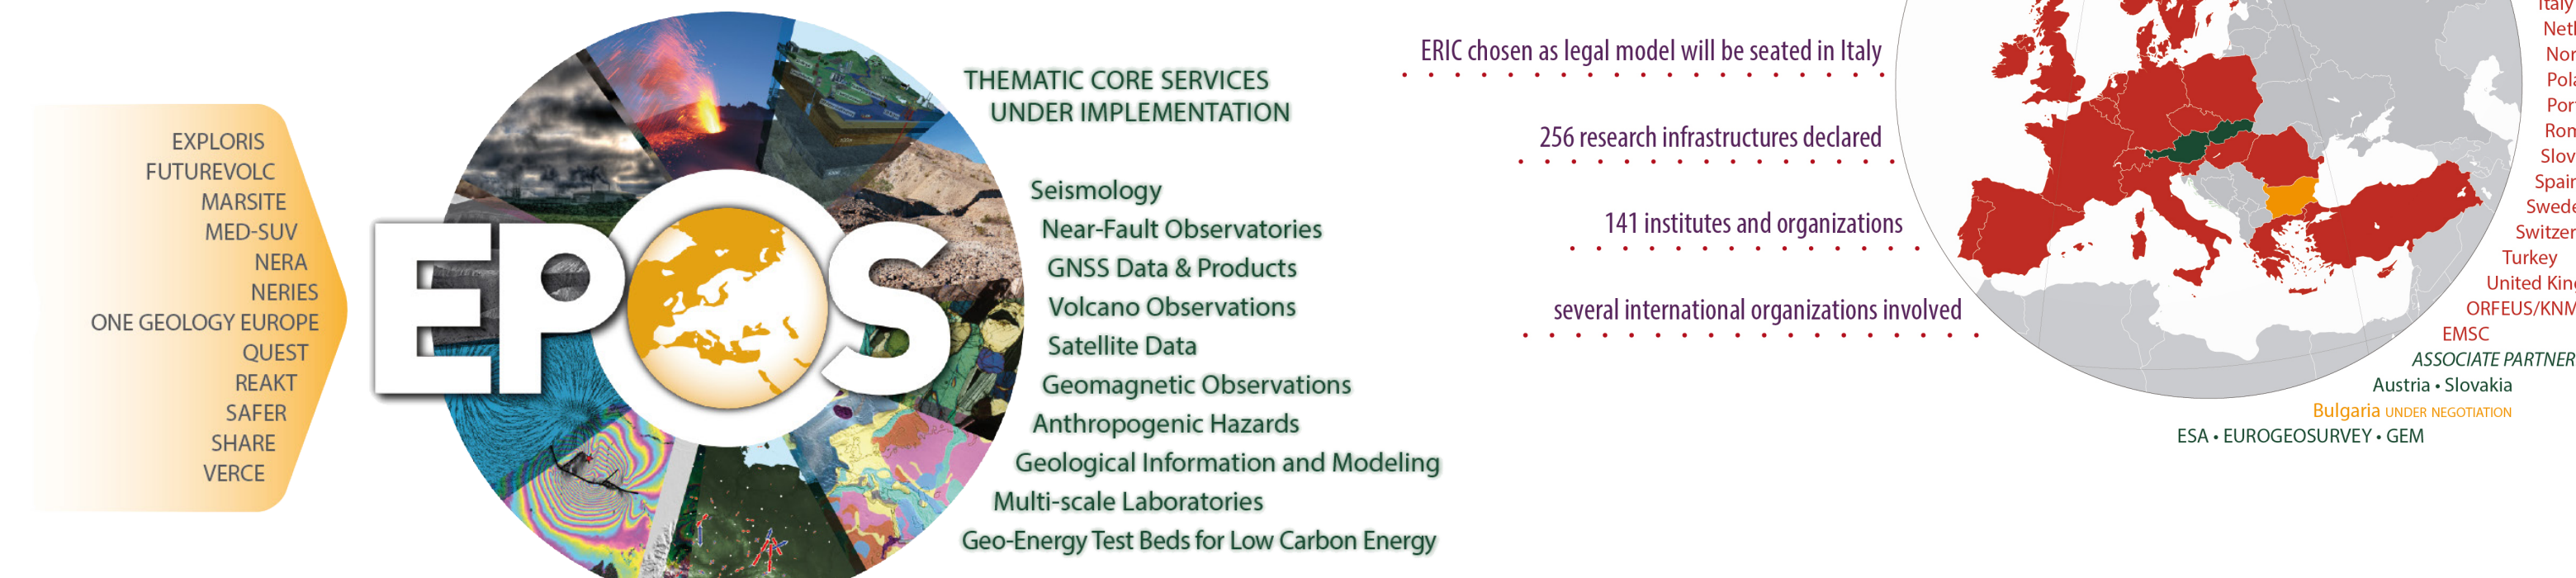 EXPLORIS
FUTUREVOLC
MARSITE
MED-SUV
NERA
NERIES
ONE GEOLOGY EUROPE
QUEST
REAKT
SAFER
SHARE
VERCE
EPOS
THEMATIC CORE SERVICES
UNDER IMPLEMENTATION
Seismology
Near-Fault Observatories
GNSS Data & Products
Volcano Observations
Satellite Data
Geomagnetic Observations
Anthropogenic Hazards
Geological Information and Modeling
Multi-scale Laboratories
Geo-Energy Test Beds for Low Carbon Energy
ERIC chosen as legal model will be seated in Italy
256 research infrastructures declared
141 institutes and organizations
several international organizations involved
Italy
Turkey
United
ORFEUS/KNM
EMSC
ASSOCIATE PARTNER
Austria • Slovakia
Bulgaria UNDER NEGOTIATION
ESA • EUROGEOSURVEY • GEM